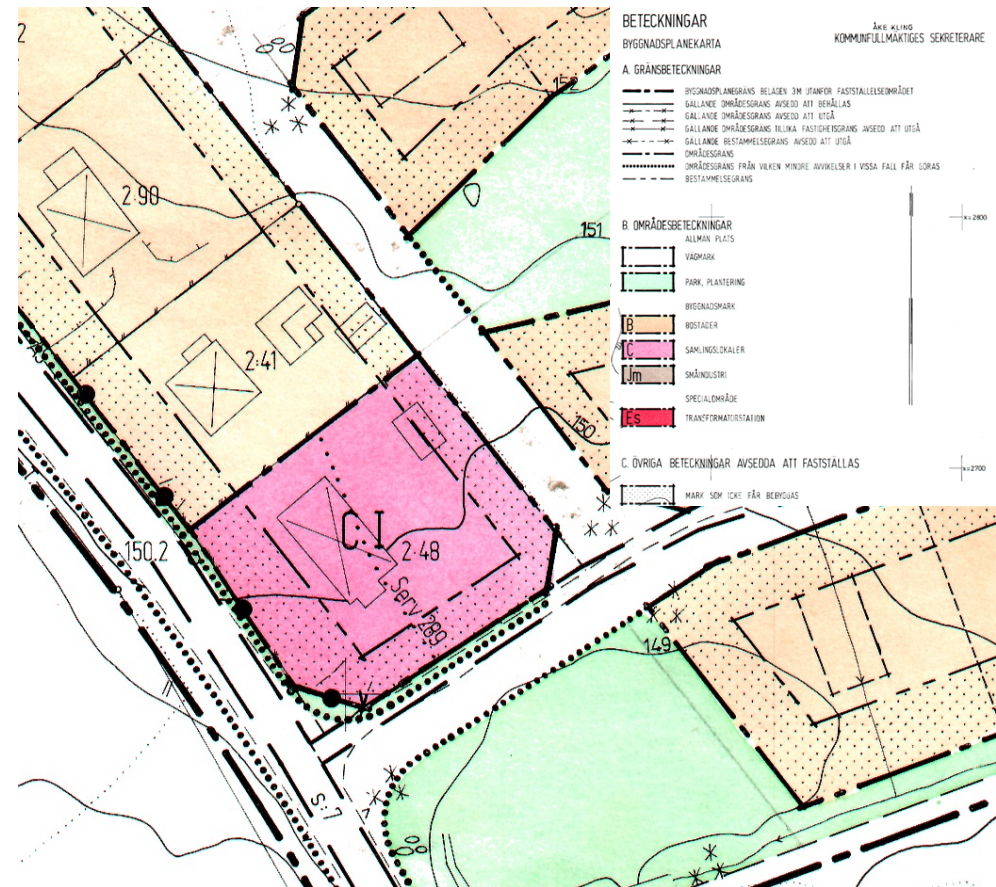 BETECKNINGAR
ÅKE KLING
KOMMUNFULLMÄKTIGES SEKRETERARE
BYGGNADSPLANEKARTA
A. GRÄNSBETECKNINGAR
BYGGNADSPLANEGRÄNS BELÄGEN 3M UTANFÖR FASTSTÄLLELSEOMRÅDET
GÄLLANDE OMRÅDESGRÄNS AVSEDD ATT BEHÅLLAS
GÄLLANDE OMRÅDESGRÄNS AVSEDD ATT UTGÅ
GÄLLANDE OMRÅDESGRÄNS TILLIKA FASTIGHETSGRÄNS AVSEDD ATT UTGÅ
GÄLLANDE BESTÄMMELSEGRÄNS AVSEDD ATT UTGÅ
OMRÅDESGRÄNS
OMRÅDESGRÄNS FRÅN VILKEN MINDRE AVVIKELSER I VISSA FALL FÅR GÖRAS
BESTÄMMELSEGRÄNS
B. OMRÅDESBETECKNINGAR
x=2800
ALLMÄN PLATS
VÄGMARK
PARK, PLANTERING
BYGGNADSMARK
B BOSTÄDER
C SAMLINGSLOKALER
Jm SMÅINDUSTRI
SPECIALOMRÅDE
Es TRANSFORMATORSTATION
C. ÖVRIGA BETECKNINGAR AVSEDDA ATT FASTSTÄLLAS
x=2700
MARK SOM ICKE FÅR BEBYGGAS
2
152
2:90
151
2:41
150
C I
2:48
150.2
Serv 289
149
S:7